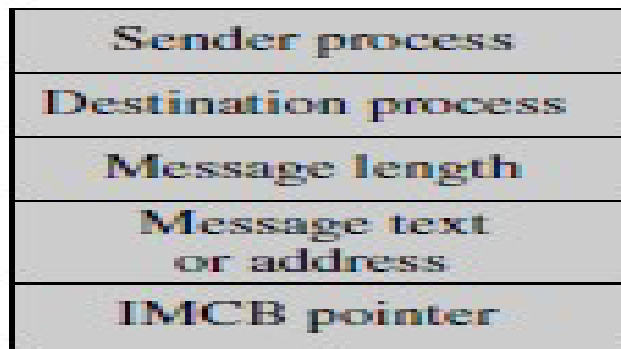 Sender process
Destination process
Message length
Message text
or address
IMCB pointer